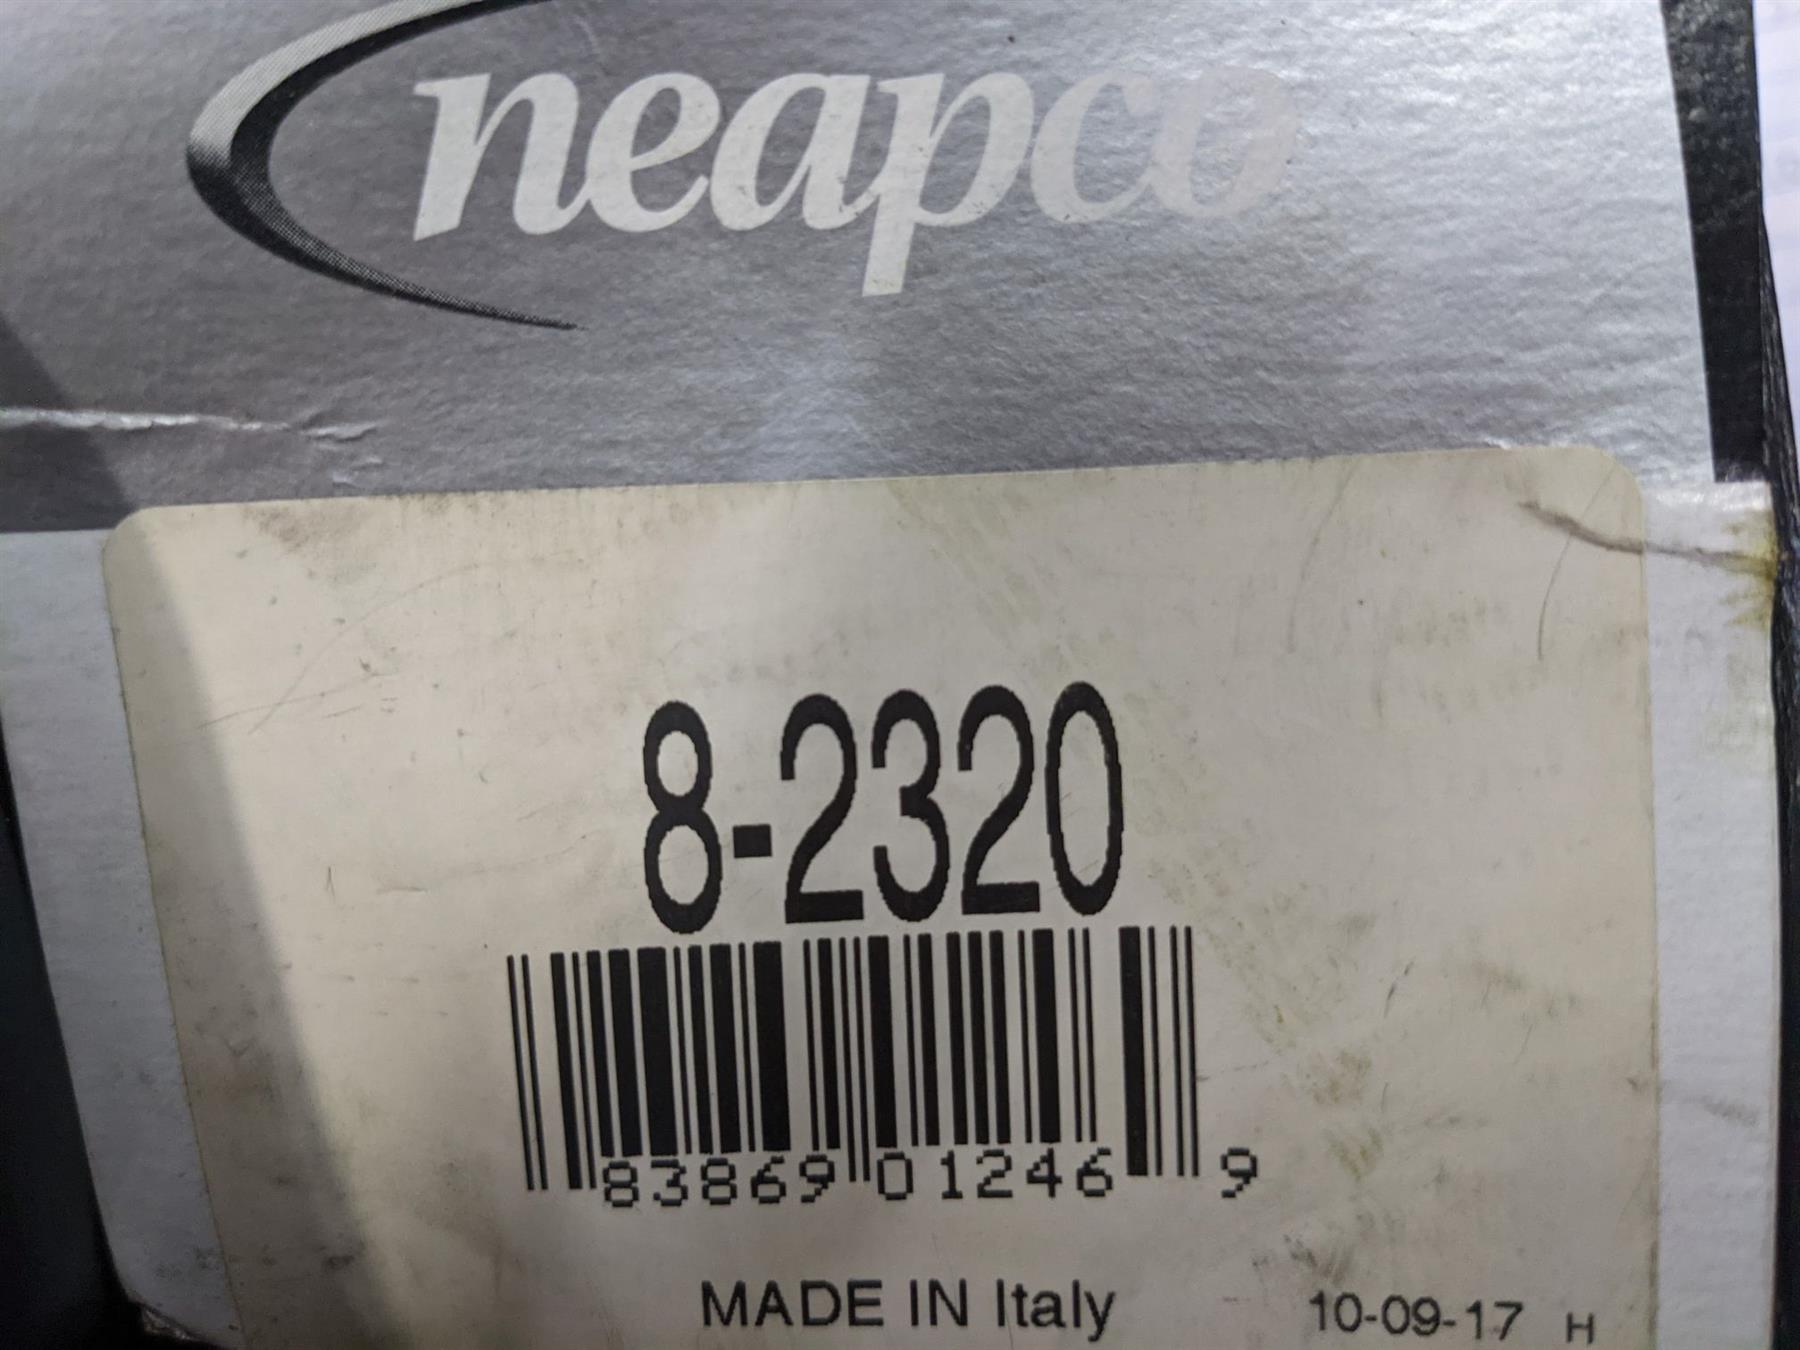 neapco
8-2320
83869 01246 9
MADE IN Italy 10-09-17 H